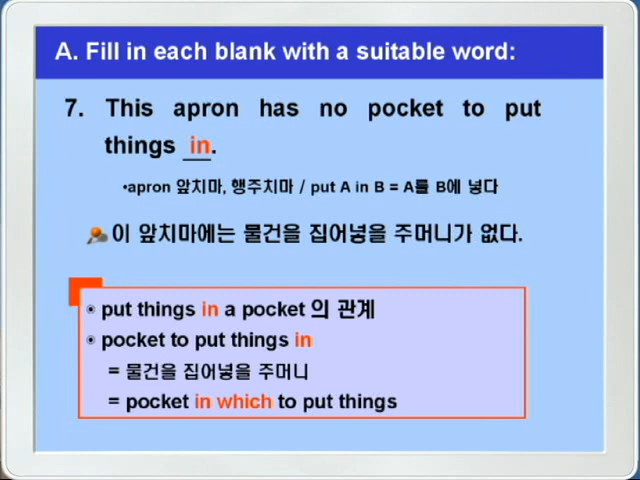 A. Fill in each blank with a suitable word:
7. This apron has no pocket to put
things in.
•apron 앞치마, 행주치마 / put A in B = A를 B에 넣다
이 앞치마에는 물건을 집어넣을 주머니가 없다.
put things in a pocket 의 관계
pocket to put things in
= 물건을 집어넣을 주머니
= pocket in which to put things